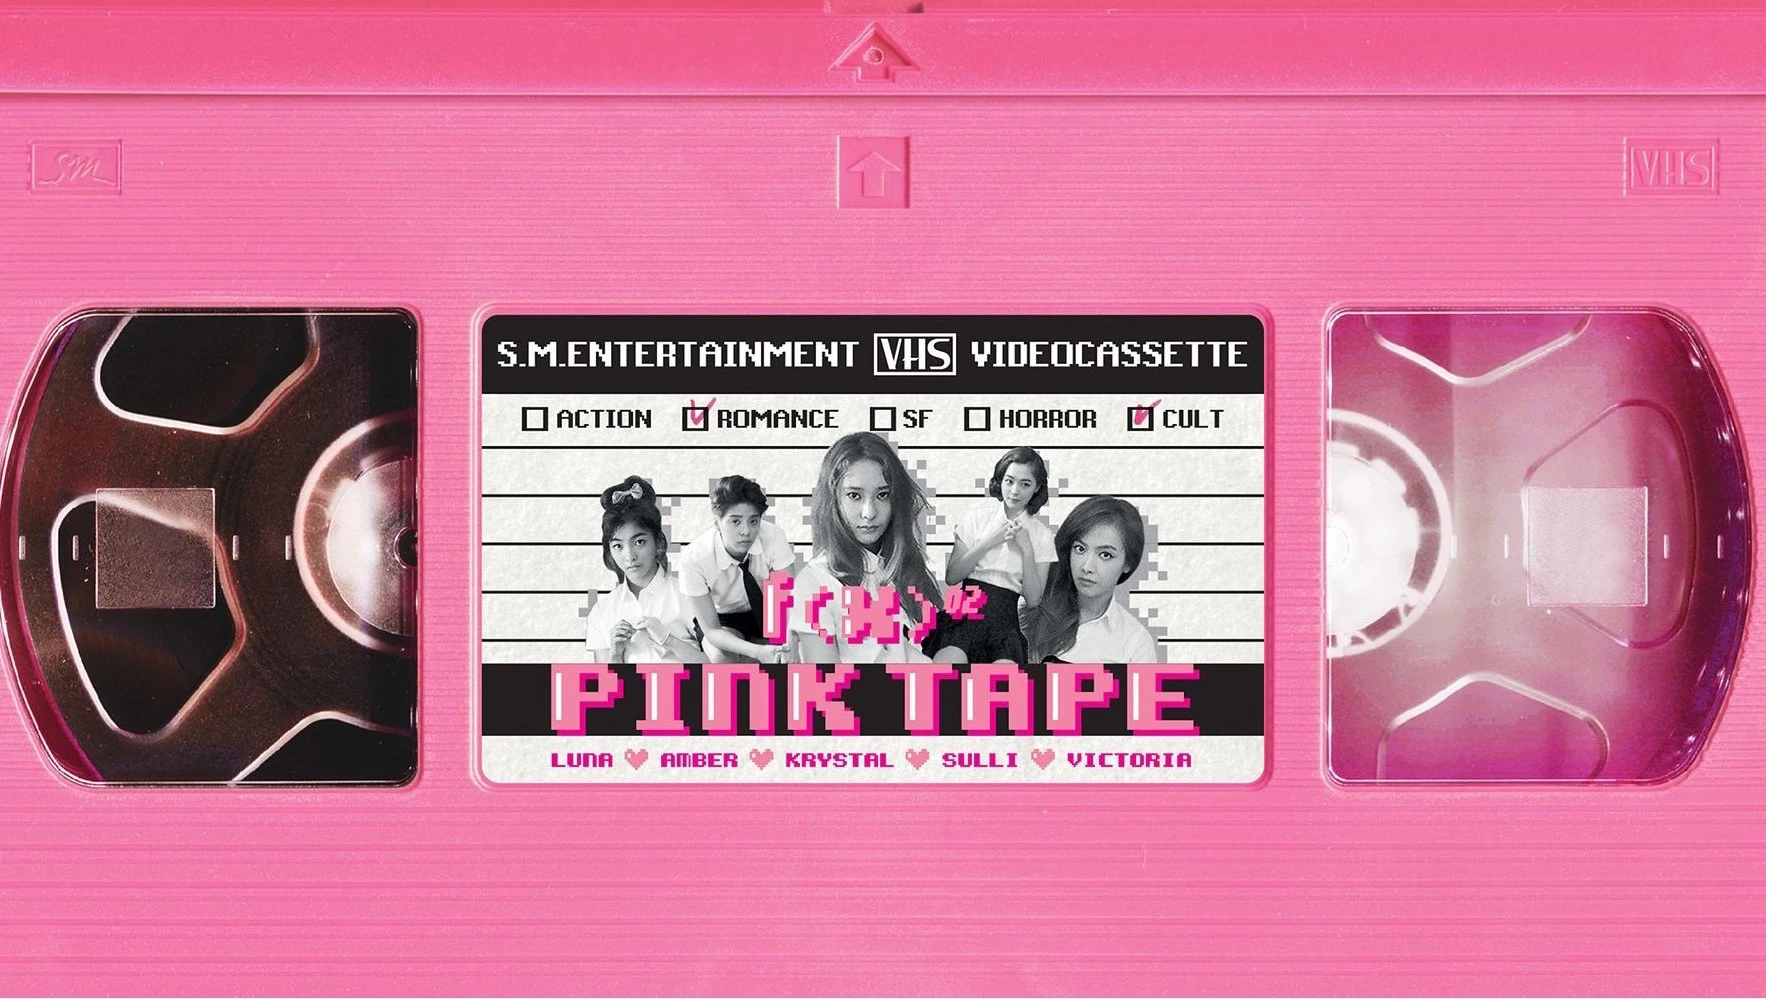 SM
VHS
S.M.ENTERTAINMENT VHS VIDEOCASSETTE
ACTION ROMANCE SF HORROR CULT
f(x)02
PINK TAPE
LUNA AMBER KRYSTAL SULLI VICTORIA